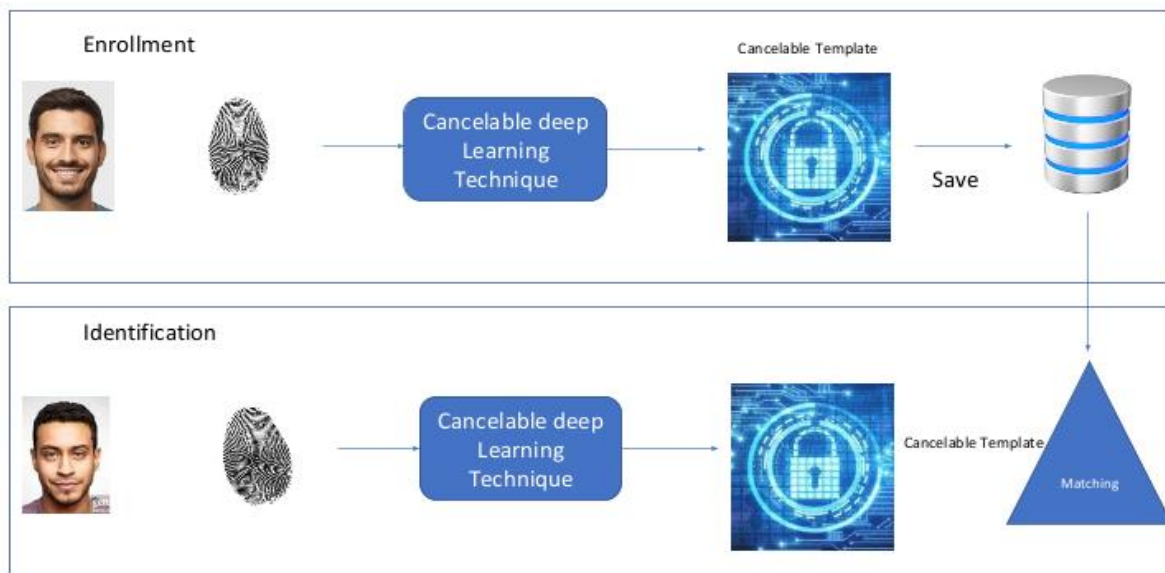 Enrollment
Cancelable Template
Cancelable deep
Learning
Technique
Save
Identification
Cancelable deep
Learning
Technique
Cancelable Template
Matching